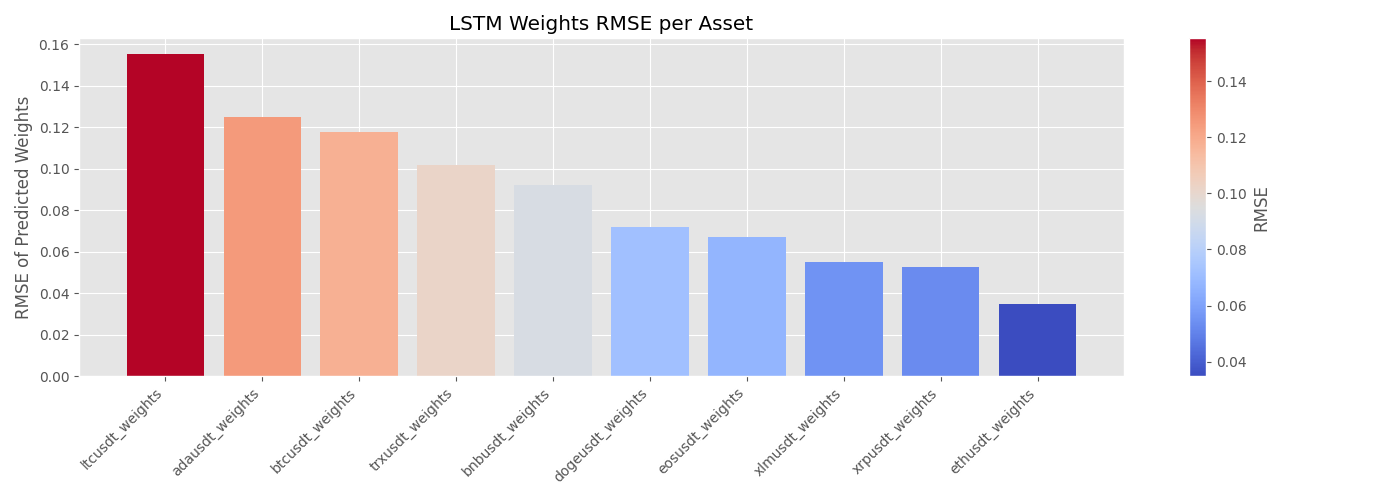 LSTM Weights RMSE per Asset
RMSE of Predicted Weights
0.16
0.14
0.12
0.10
0.08
0.06
0.04
0.02
0.00
ltcusdt_weights
adausdt_weights
btcusdt_weights
trxusdt_weights
bnbusdt_weights
dogeusdt_weights
eosusdt_weights
xlmusdt_weights
xrpusdt_weights
ethusdt_weights
0.14
0.12
0.10
0.08
0.06
0.04
RMSE